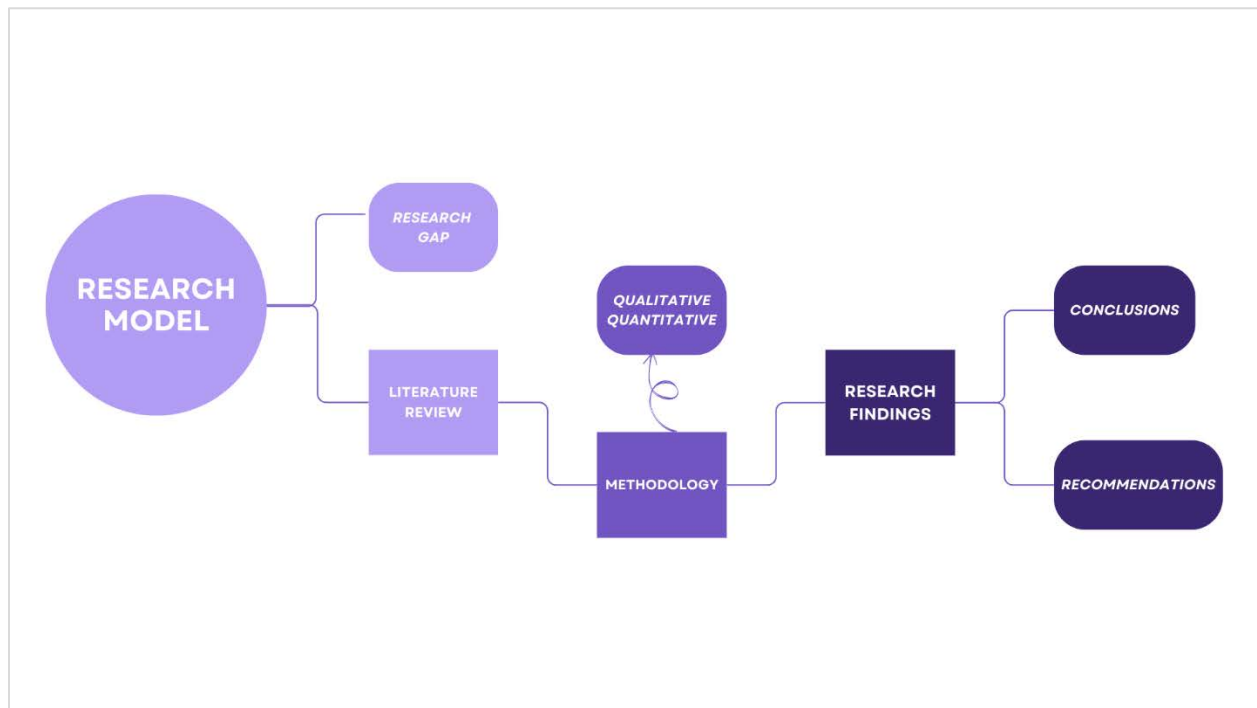 RESEARCH
MODEL
RESEARCH
GAP
LITERATURE
REVIEW
QUALITATIVE
QUANTITATIVE
METHODOLOGY
RESEARCH
FINDINGS
CONCLUSIONS
RECOMMENDATIONS